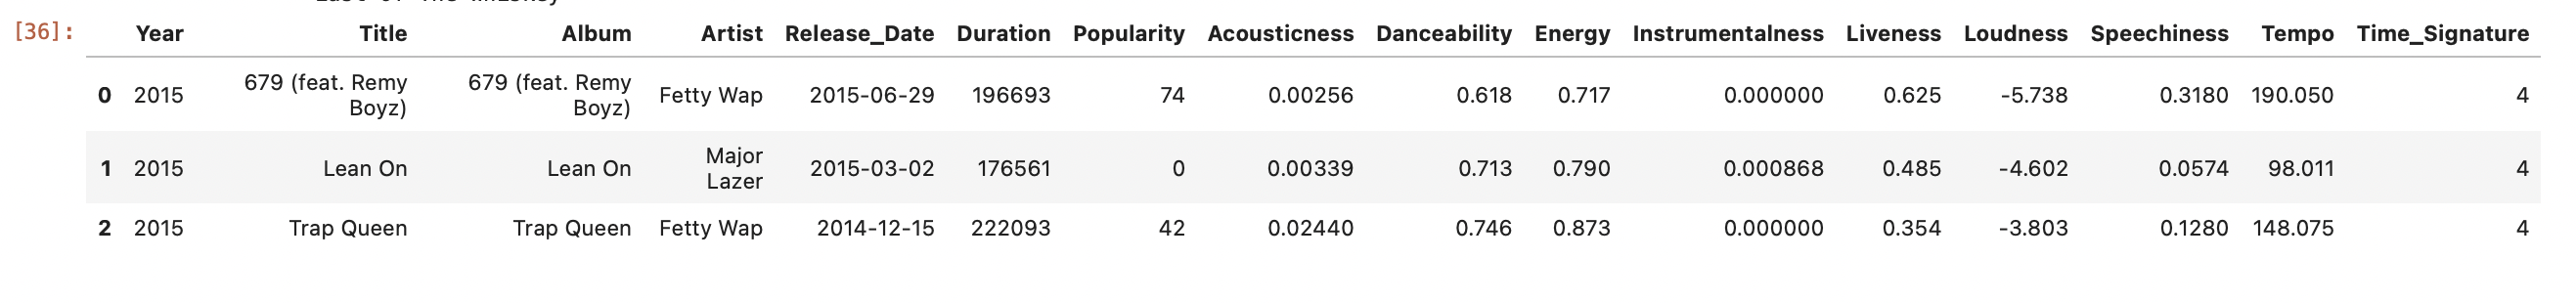 [36]:
Year Title Album Artist Release_Date Duration Popularity Acousticness Danceability Energy Instrumentalness Liveness Loudness Speechiness Tempo Time_Signature
0 2015 679 (feat. Remy Boyz) 679 (feat. Remy Boyz) Fetty Wap 2015-06-29 196693 74 0.00256 0.618 0.717 0.000000 0.625 -5.738 0.3180 190.050 4
1 2015 Lean On Lean On Major Lazer 2015-03-02 176561 0 0.00339 0.713 0.790 0.000868 0.485 -4.602 0.0574 98.011 4
2 2015 Trap Queen Trap Queen Fetty Wap 2014-12-15 222093 42 0.02440 0.746 0.873 0.000000 0.354 -3.803 0.1280 148.075 4